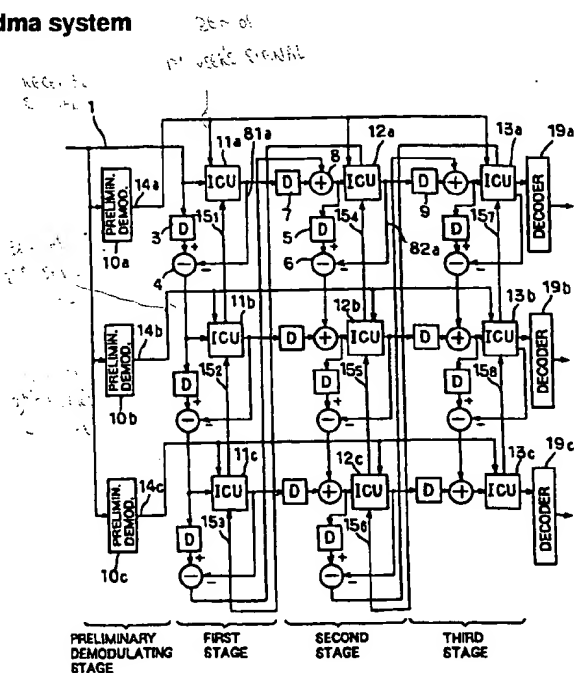 dma system
1
11a
81a
8
12a
13a
19a
PRELIMIN. DEMOD.
14a
ICU
D
+
ICU
D
+
ICU
DECODER
10a
3
D
15₁
7
5
D
15₄
9
D
15₇
+
+
+
4
−
6
−
82a
−
11b
12b
13b
19b
PRELIMIN. DEMOD.
14b
ICU
D
+
ICU
D
+
ICU
DECODER
10b
D
15₂
D
15₅
D
15₈
+
+
+
−
−
−
11c
12c
13c
19c
PRELIMIN. DEMOD.
14c
ICU
D
+
ICU
D
+
ICU
DECODER
10c
D
15₃
D
15₆
+
+
−
−
PRELIMINARY
DEMODULATING
STAGE
FIRST
STAGE
SECOND
STAGE
THIRD
STAGE